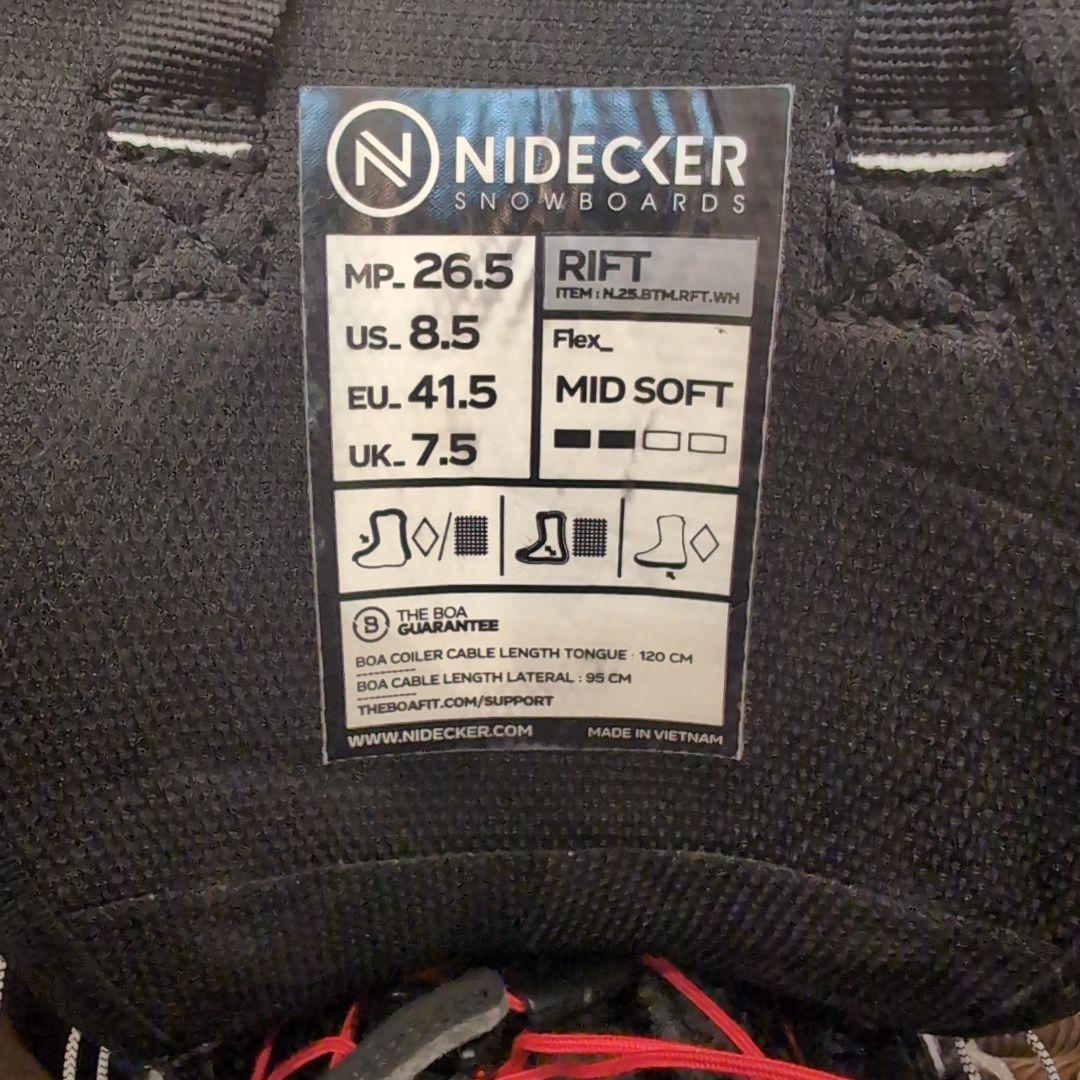 N NIDECKER
SNOWBOARDS
MP_ 26.5
US_ 8.5
EU_ 41.5
UK_ 7.5
RIFT
ITEM : N.25.BTM.RFT.WH
Flex_
MID SOFT
B THE BOA
GUARANTEE
BOA COILER CABLE LENGTH TONGUE : 120 CM
BOA CABLE LENGTH LATERAL : 95 CM
THEBOAFIT.COM/SUPPORT
WWW.NIDECKER.COM MADE IN VIETNAM